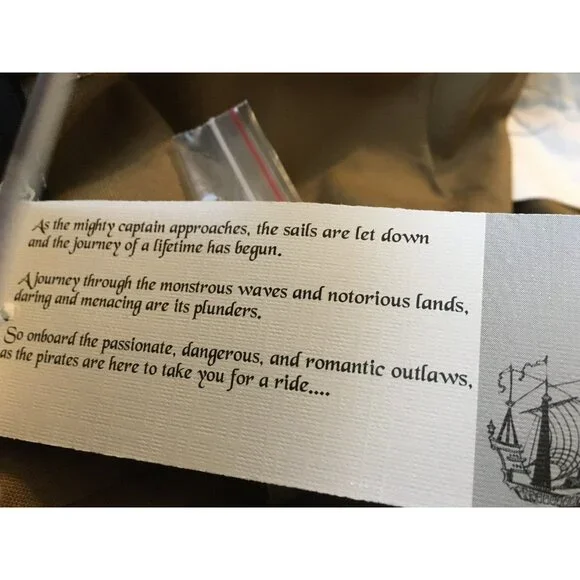 As the mighty captain approaches, the sails are let down
and the journey of a lifetime has begun.
A journey through the monstrous waves and notorious lands,
daring and menacing are its plunders.
So onboard the passionate, dangerous, and romantic outlaws,
as the pirates are here to take you for a ride....